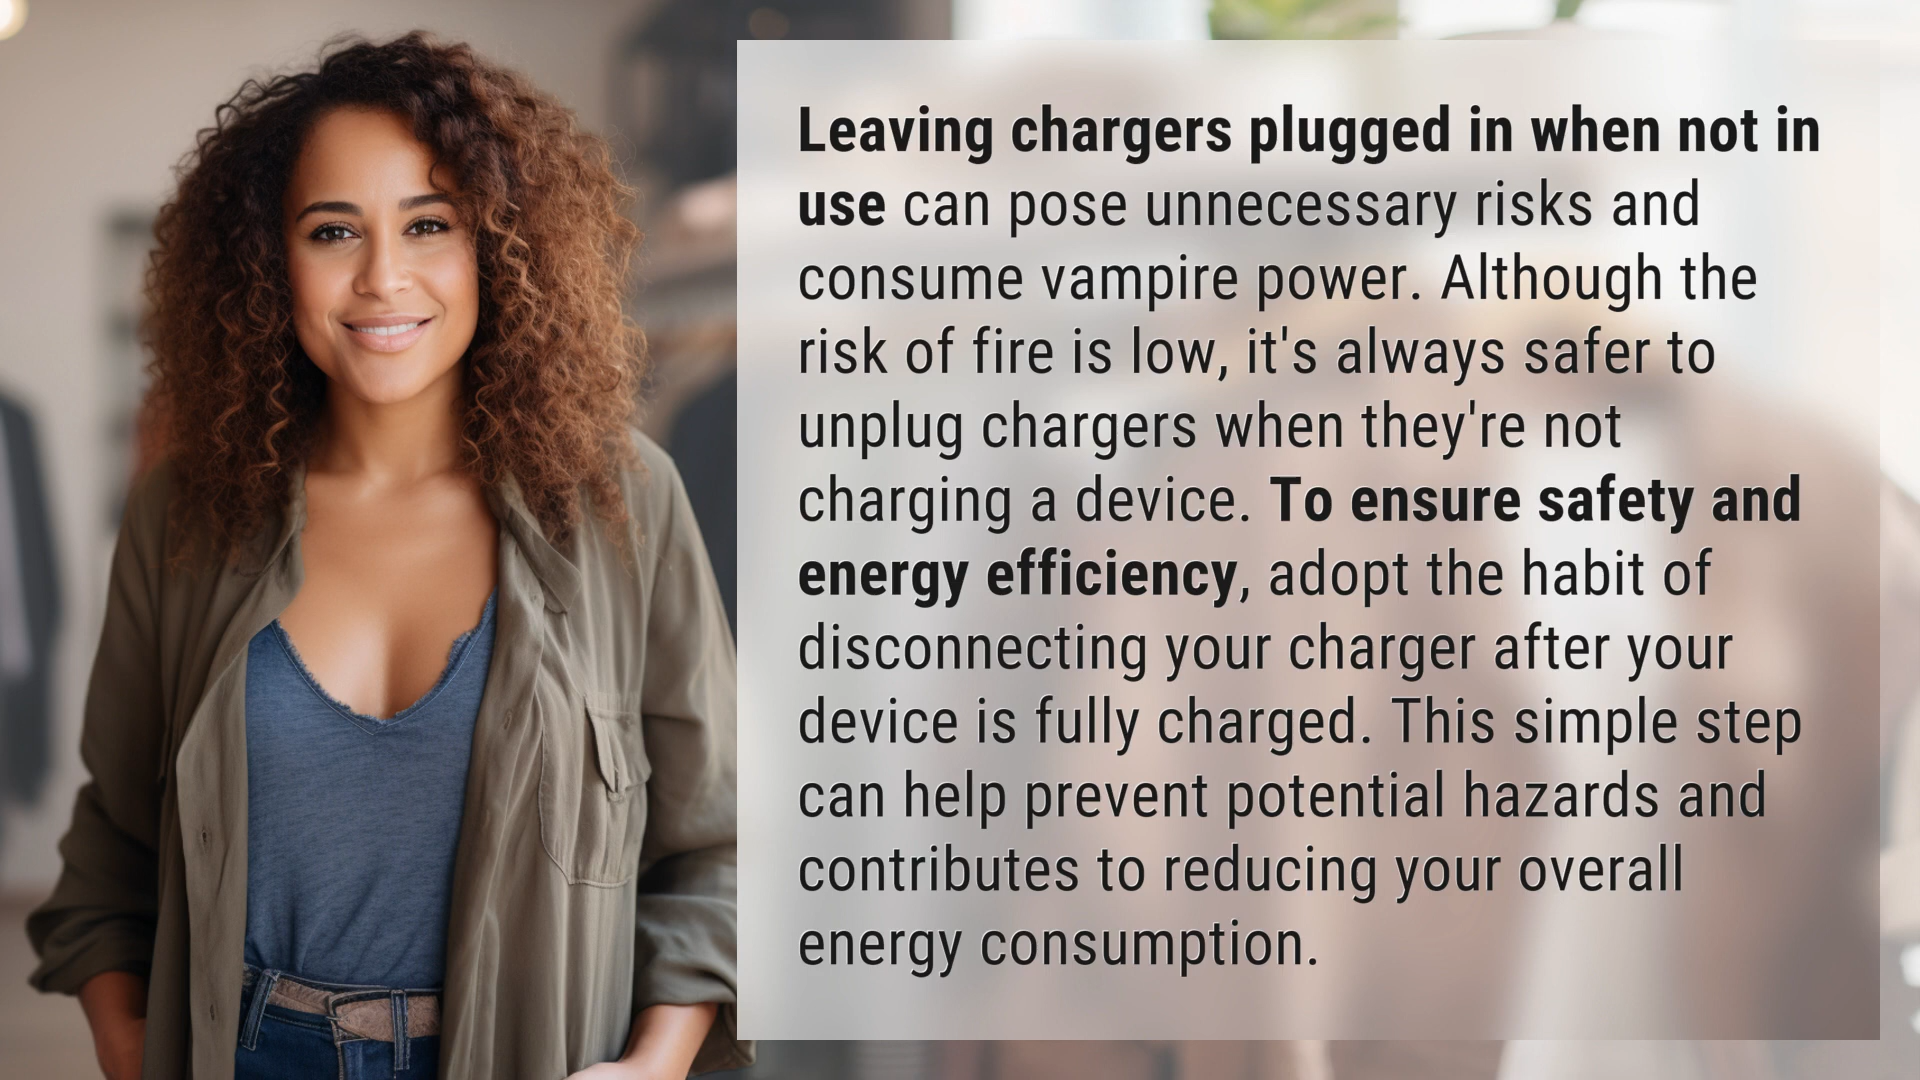 Leaving chargers plugged in when not in
use can pose unnecessary risks and
consume vampire power. Although the
risk of fire is low, it's always safer to
unplug chargers when they're not
charging a device. To ensure safety and
energy efficiency, adopt the habit of
disconnecting your charger after your
device is fully charged. This simple step
can help prevent potential hazards and
contributes to reducing your overall
energy consumption.